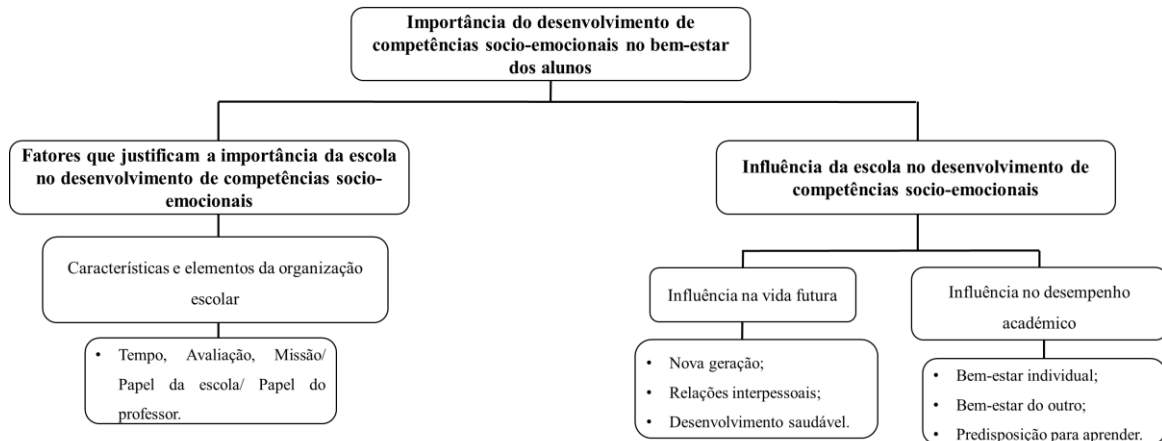 Importância do desenvolvimento de
competências socio-emocionais no bem-estar
dos alunos
Fatores que justificam a importância da escola
no desenvolvimento de competências socio-
emocionais
Influência da escola no desenvolvimento de
competências socio-emocionais
Características e elementos da organização
escolar
Influência na vida futura
Influência no desempenho
académico
• Tempo, Avaliação, Missão/
Papel da escola/ Papel do
professor.
• Nova geração;
• Relações interpessoais;
• Desenvolvimento saudável.
• Bem-estar individual;
• Bem-estar do outro;
• Predisposição para aprender.